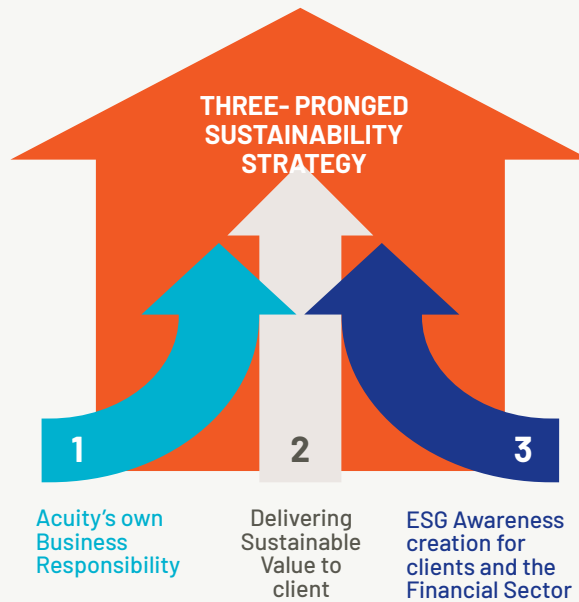 THREE- PRONGED
SUSTAINABILITY
STRATEGY
1
2
3
Acuity's own
Business
Responsibility
Delivering
Sustainable
Value to
client
ESG Awareness
creation for
clients and the
Financial Sector